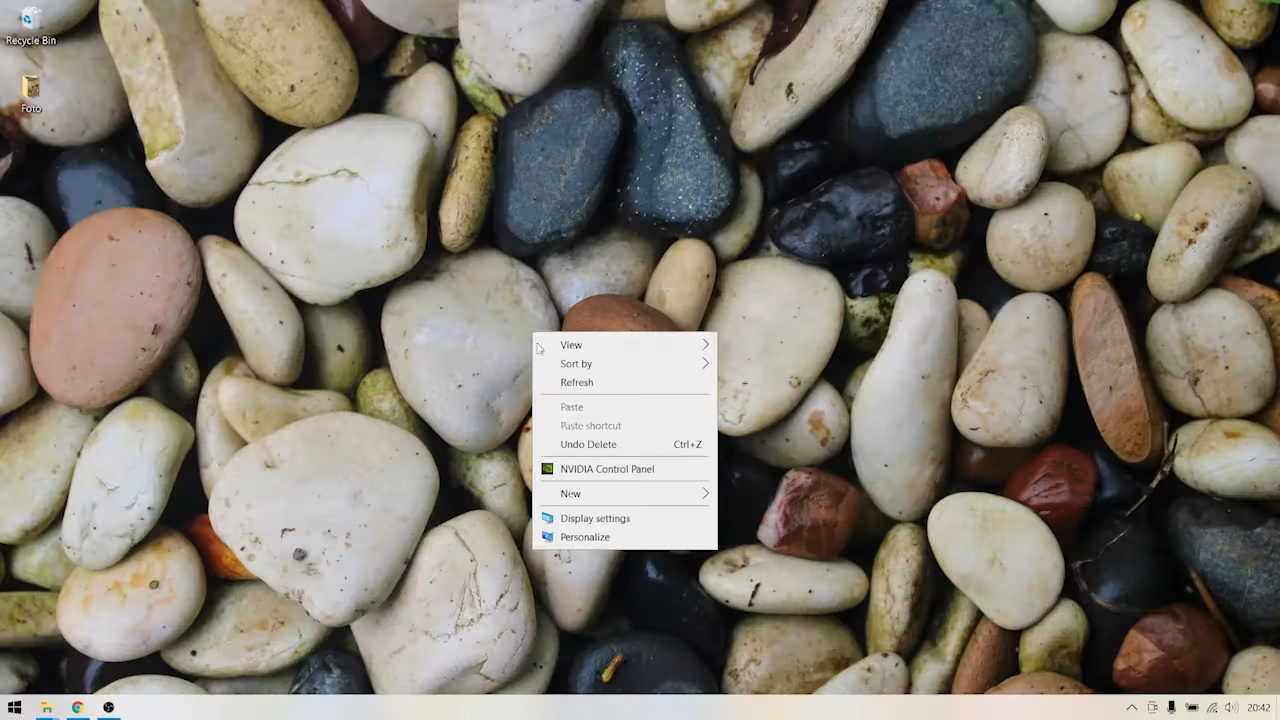 Recycle Bin
Foto
View
Sort by
Refresh
Paste
Paste shortcut
Undo Delete Ctrl+Z
NVIDIA Control Panel
New
Display settings
Personalize
20:42